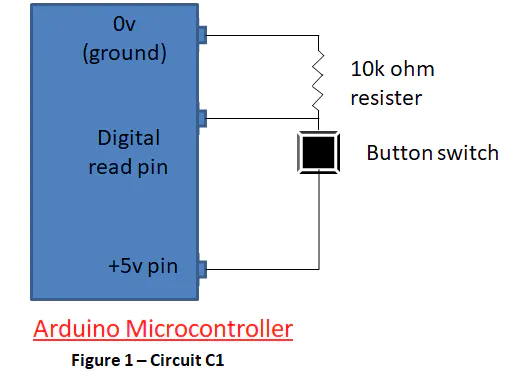 0v
(ground)
10k ohm
resister
Digital
read pin
Button switch
+5v pin
Arduino Microcontroller
Figure 1 – Circuit C1